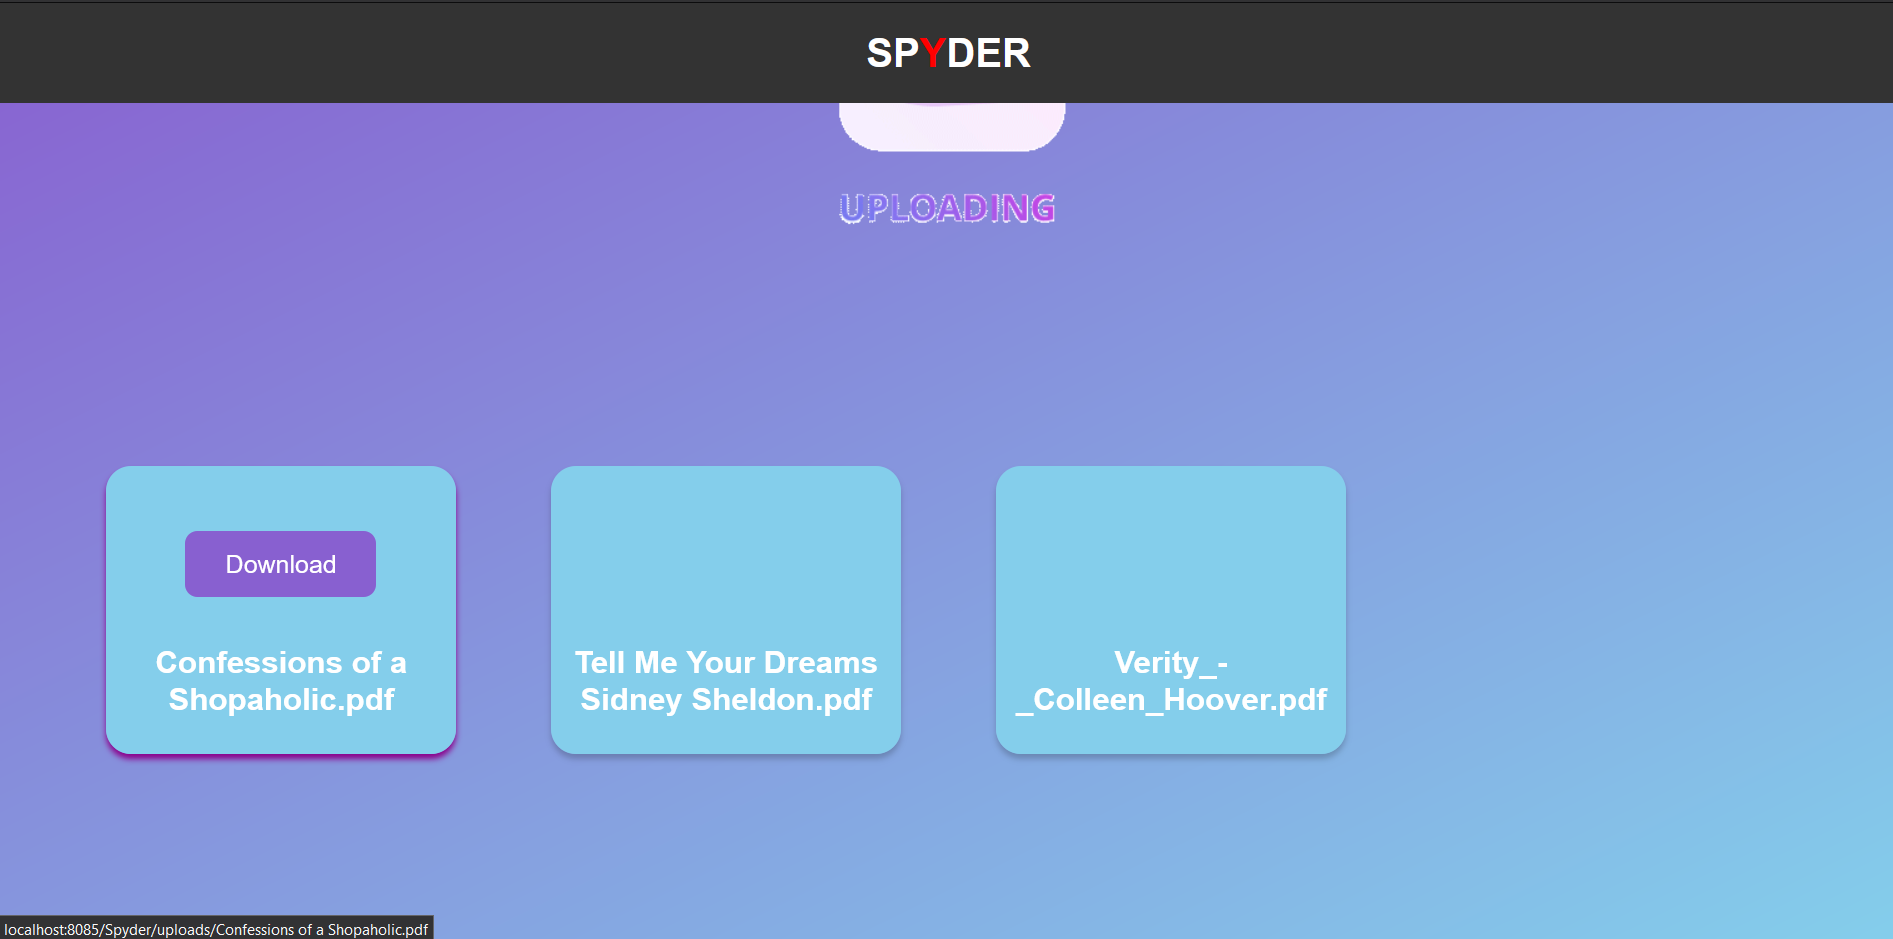 SPYDER
UPLOADING
Download
Confessions of a
Shopaholic.pdf
Tell Me Your Dreams
Sidney Sheldon.pdf
Verity_-
_Colleen_Hoover.pdf
localhost:8085/Spyder/uploads/Confessions of a Shopaholic.pdf